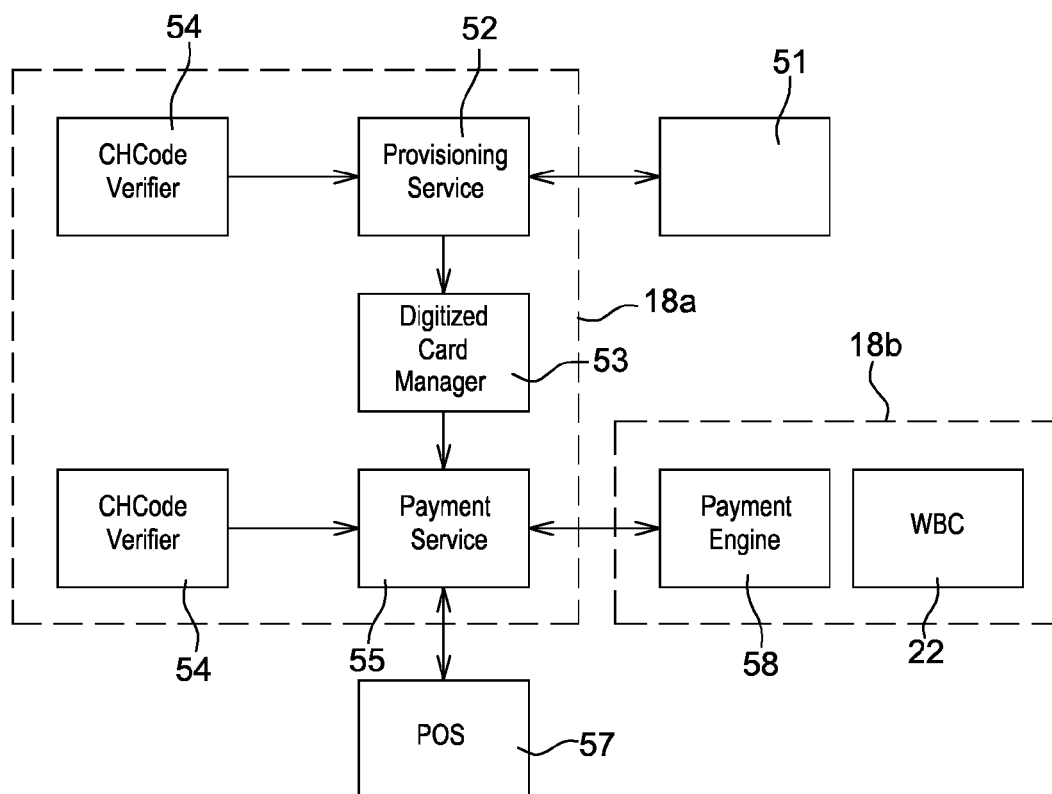 54
52
51
CHCode
Verifier
Provisioning
Service
Digitized
Card
Manager
53
18a
18b
CHCode
Verifier
Payment
Service
Payment
Engine
WBC
54
55
58
22
POS
57